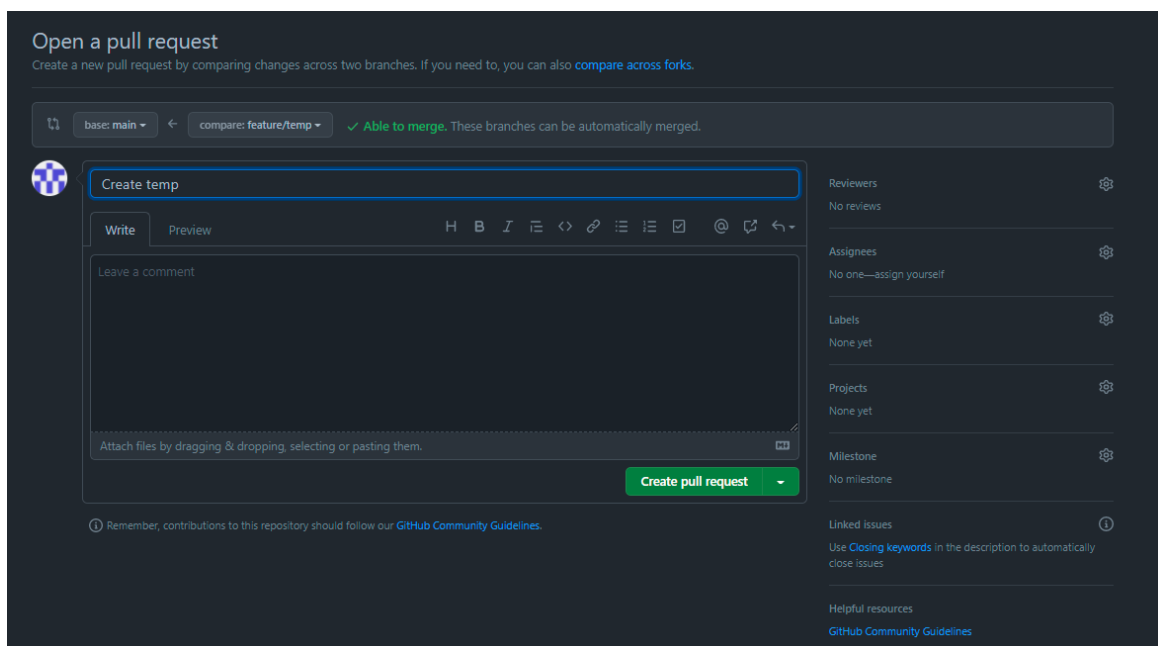 Open a pull request
Create a new pull request by comparing changes across two branches. If you need to, you can also compare across forks.
base: main
compare: feature/temp
Able to merge. These branches can be automatically merged.
Create temp
Write
Preview
H B I
@
Leave a comment
Attach files by dragging & dropping, selecting or pasting them.
Create pull request
Remember, contributions to this repository should follow our GitHub Community Guidelines.
Reviewers
No reviews
Assignees
No one—assign yourself
Labels
None yet
Projects
None yet
Milestone
No milestone
Linked issues
Use Closing keywords in the description to automatically
close issues
Helpful resources
GitHub Community Guidelines